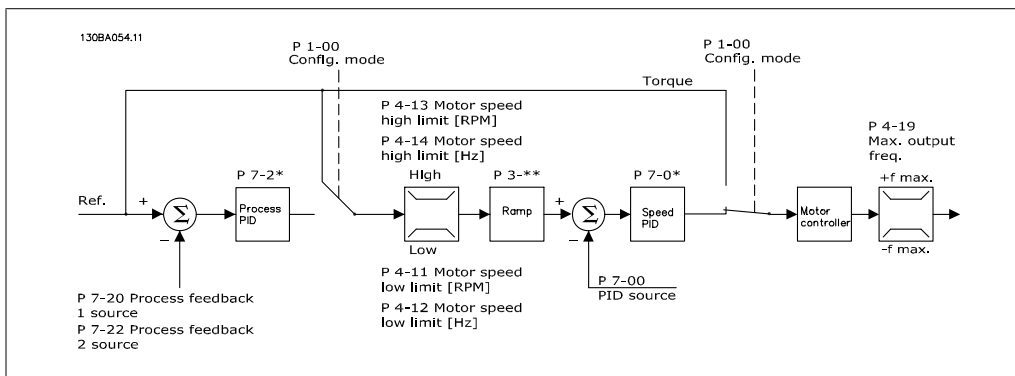 130BA054.11
P 1-00
Config. mode
P 1-00
Config. mode
Torque
P 4-13 Motor speed
high limit [RPM]
P 4-14 Motor speed
high limit [Hz]
P 4-19
Max. output
freq.
P 7-2*
High
P 3-**
P 7-0*
+f max.
Ref.
+
Σ
Process
PID
Ramp
+
Σ
Speed
PID
Motor
controller
−
Low
−
-f max.
P 7-20 Process feedback
1 source
P 7-22 Process feedback
2 source
P 4-11 Motor speed
low limit [RPM]
P 4-12 Motor speed
low limit [Hz]
P 7-00
PID source